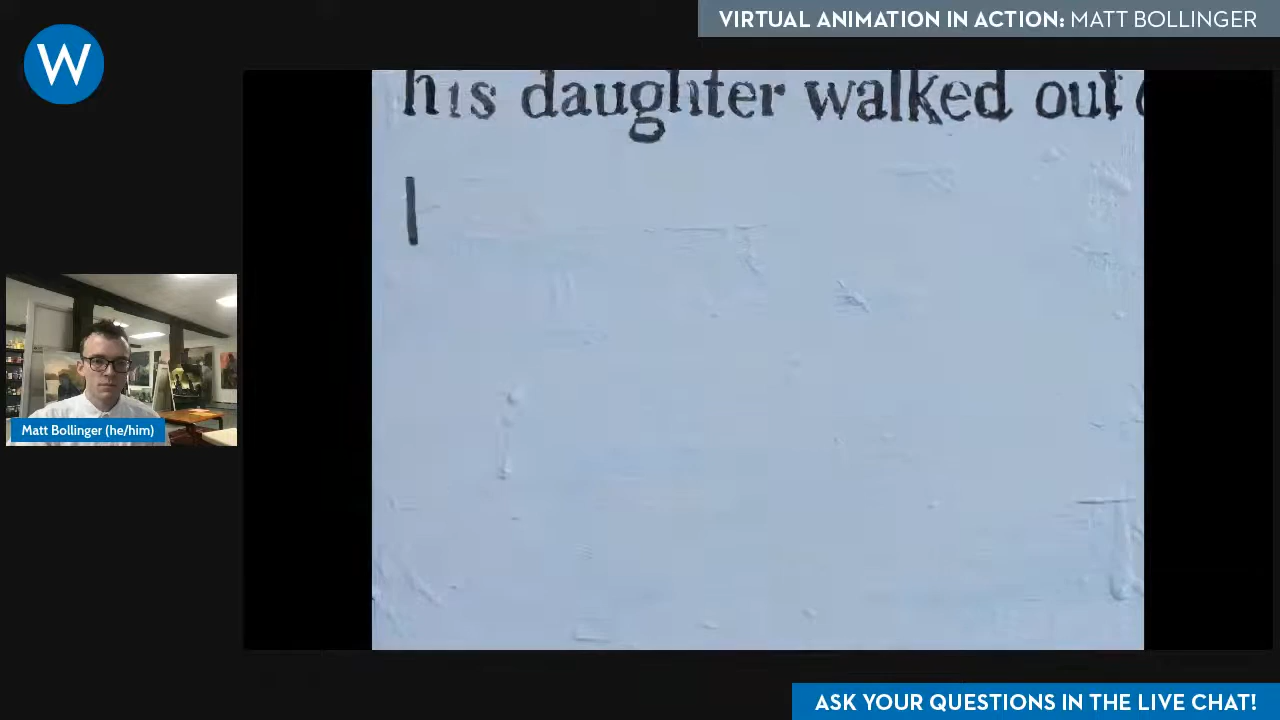 VIRTUAL ANIMATION IN ACTION: MATT BOLLINGER
W
his daughter walked out
Matt Bollinger (he/him)
ASK YOUR QUESTIONS IN THE LIVE CHAT!